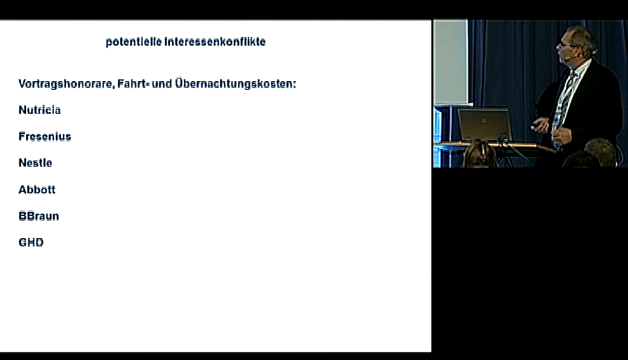 potentielle Interessenkonflikte
Vortragshonorare, Fahrt- und Übernachtungskosten:
Nutricia
Fresenius
Nestle
Abbott
BBraun
GHD